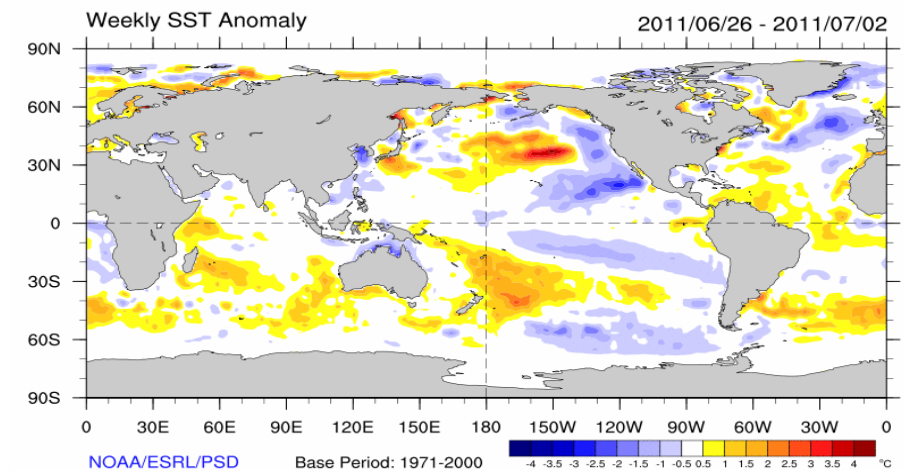 Weekly SST Anomaly 2011/06/26 - 2011/07/02
90N
60N
30N
0
30S
60S
90S
0 30E 60E 90E 120E 150E 180 150W 120W 90W 60W 30W 0
NOAA/ESRL/PSD Base Period: 1971-2000
-4 -3.5 -3 -2.5 -2 -1.5 -1 -0.5 0.5 1 1.5 2 2.5 3 3.5 4 °C